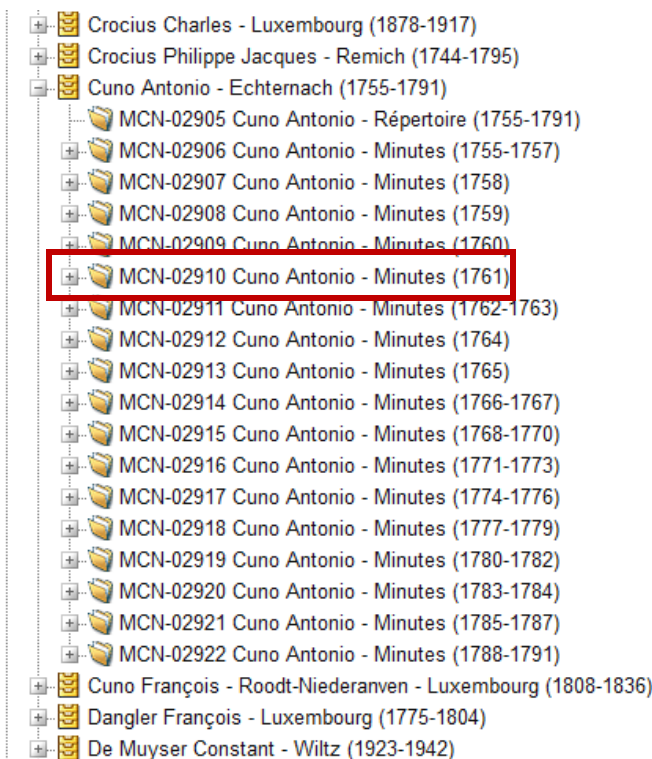 Crocius Charles - Luxembourg (1878-1917)
Crocius Philippe Jacques - Remich (1744-1795)
Cuno Antonio - Echternach (1755-1791)
MCN-02905 Cuno Antonio - Répertoire (1755-1791)
MCN-02906 Cuno Antonio - Minutes (1755-1757)
MCN-02907 Cuno Antonio - Minutes (1758)
MCN-02908 Cuno Antonio - Minutes (1759)
MCN-02909 Cuno Antonio - Minutes (1760)
MCN-02910 Cuno Antonio - Minutes (1761)
MCN-02911 Cuno Antonio - Minutes (1762-1763)
MCN-02912 Cuno Antonio - Minutes (1764)
MCN-02913 Cuno Antonio - Minutes (1765)
MCN-02914 Cuno Antonio - Minutes (1766-1767)
MCN-02915 Cuno Antonio - Minutes (1768-1770)
MCN-02916 Cuno Antonio - Minutes (1771-1773)
MCN-02917 Cuno Antonio - Minutes (1774-1776)
MCN-02918 Cuno Antonio - Minutes (1777-1779)
MCN-02919 Cuno Antonio - Minutes (1780-1782)
MCN-02920 Cuno Antonio - Minutes (1783-1784)
MCN-02921 Cuno Antonio - Minutes (1785-1787)
MCN-02922 Cuno Antonio - Minutes (1788-1791)
Cuno François - Roodt-Niederanven - Luxembourg (1808-1836)
Dangler François - Luxembourg (1775-1804)
De Muyser Constant - Wiltz (1923-1942)